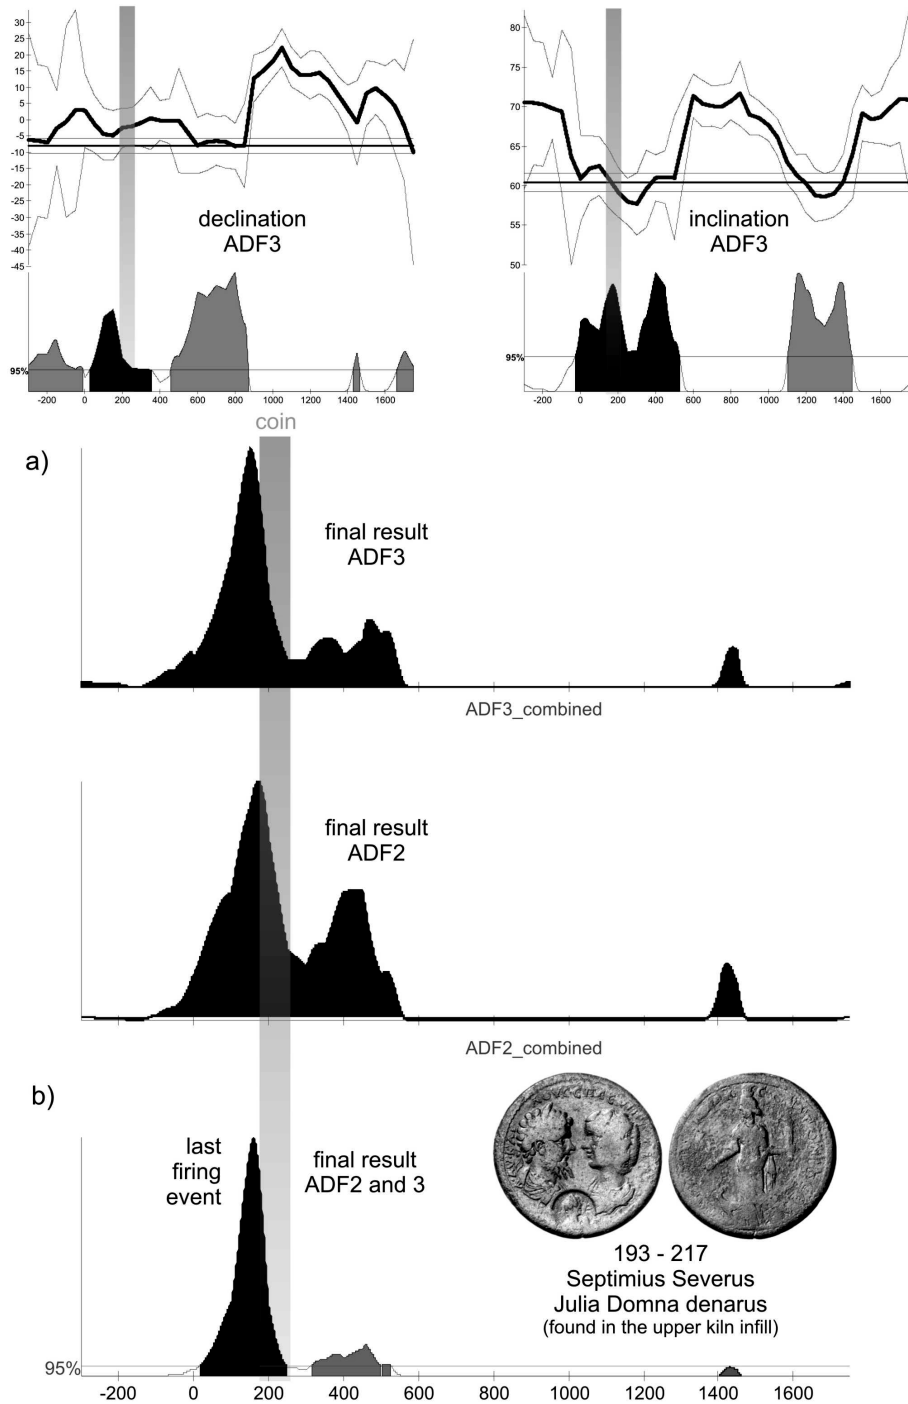 30
25
20
15
10
5
0
-5
-10
-15
-20
-25
-30
-35
-40
-45
declination
ADF3
95%
-200 0 200 400 600 800 1000 1200 1400 1600
80
75
70
65
60
55
50
inclination
ADF3
95%
-200 0 200 400 600 800 1000 1200 1400 1600
coin
a)
final result
ADF3
ADF3_combined
final result
ADF2
ADF2_combined
b)
last
firing
event
final result
ADF2 and 3
193 - 217
Septimius Severus
Julia Domna denarus
(found in the upper kiln infill)
95%
-200 0 200 400 600 800 1000 1200 1400 1600